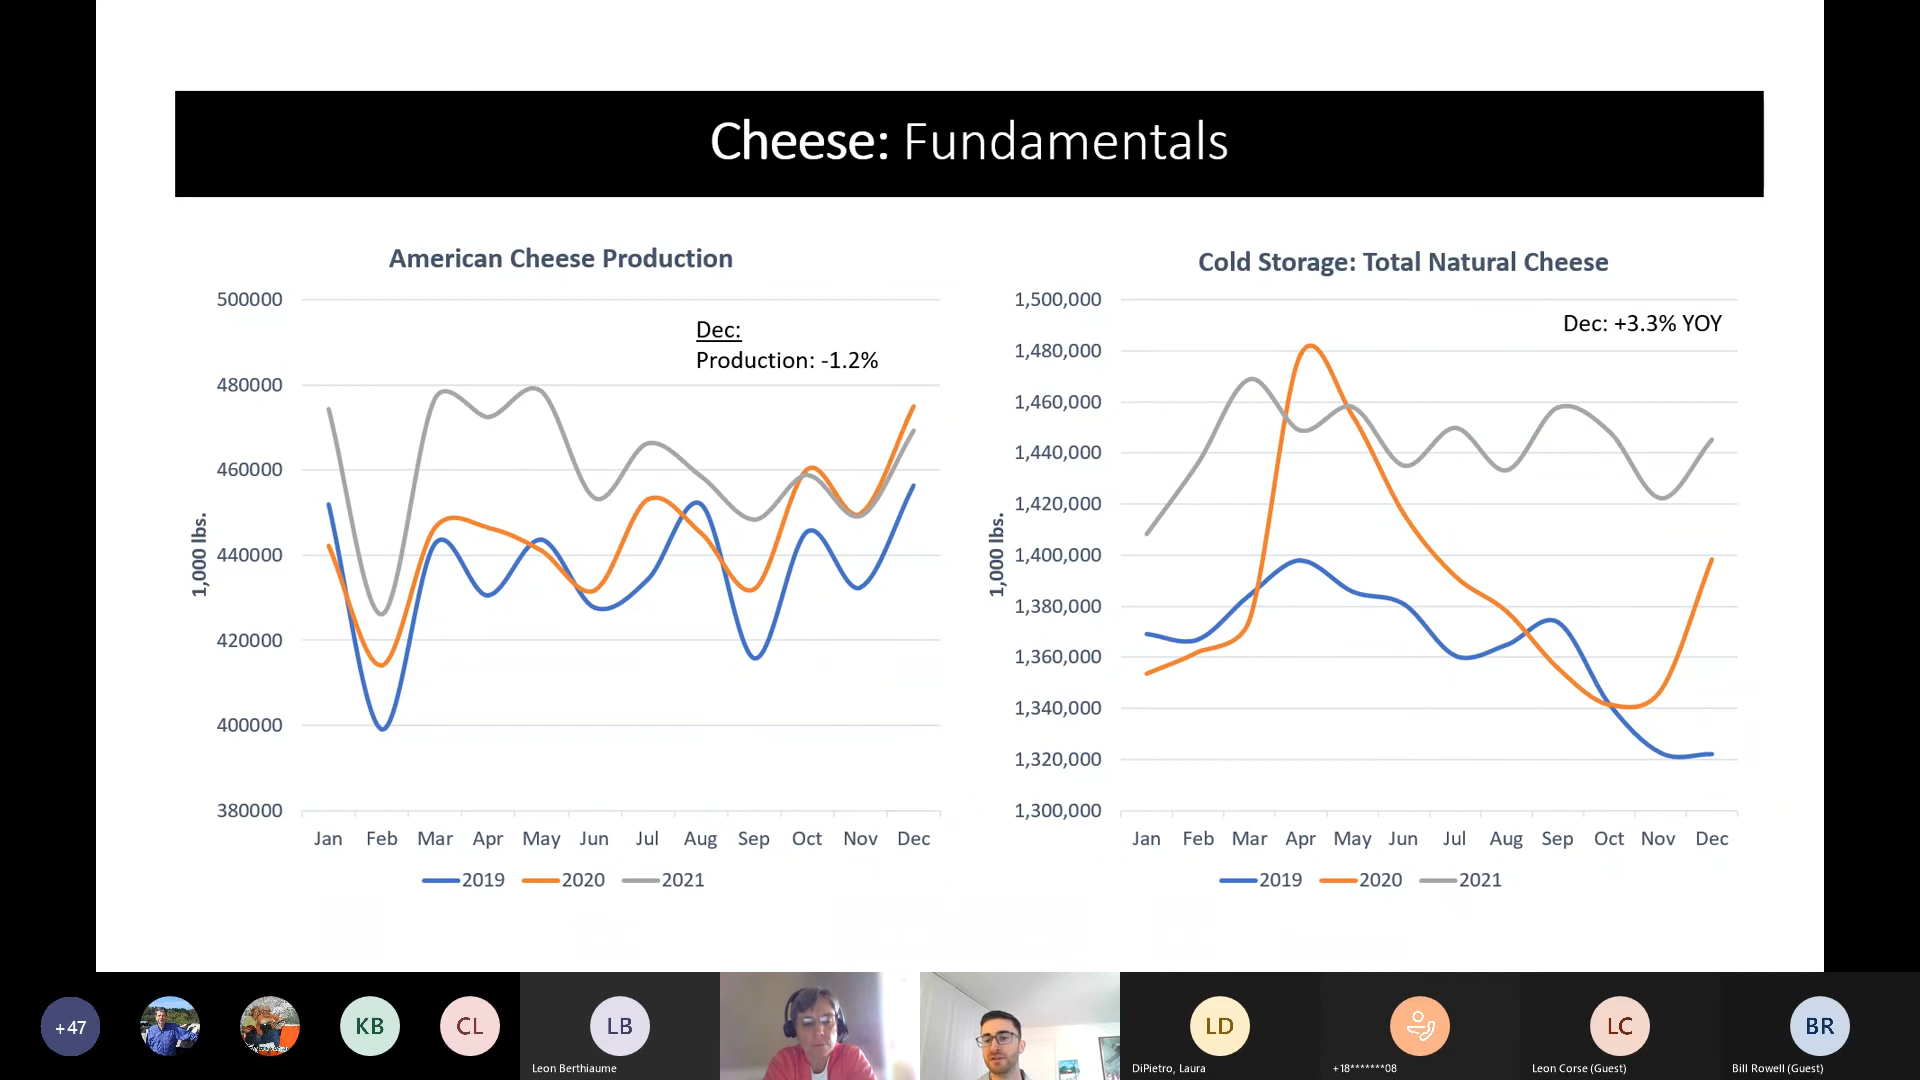 Cheese: Fundamentals
American Cheese Production
500000
480000
460000
440000
420000
400000
380000
1,000 lbs.
Dec:
Production: -1.2%
Jan Feb Mar Apr May Jun Jul Aug Sep Oct Nov Dec
2019 2020 2021
Cold Storage: Total Natural Cheese
1,500,000
1,480,000
1,460,000
1,440,000
1,420,000
1,400,000
1,380,000
1,360,000
1,340,000
1,320,000
1,300,000
1,000 lbs.
Dec: +3.3% YOY
Jan Feb Mar Apr May Jun Jul Aug Sep Oct Nov Dec
2019 2020 2021
+47
KB
CL
LB
Leon Berthiaume
LD
DiPietro, Laura
+18*******08
LC
Leon Corse (Guest)
BR
Bill Rowell (Guest)